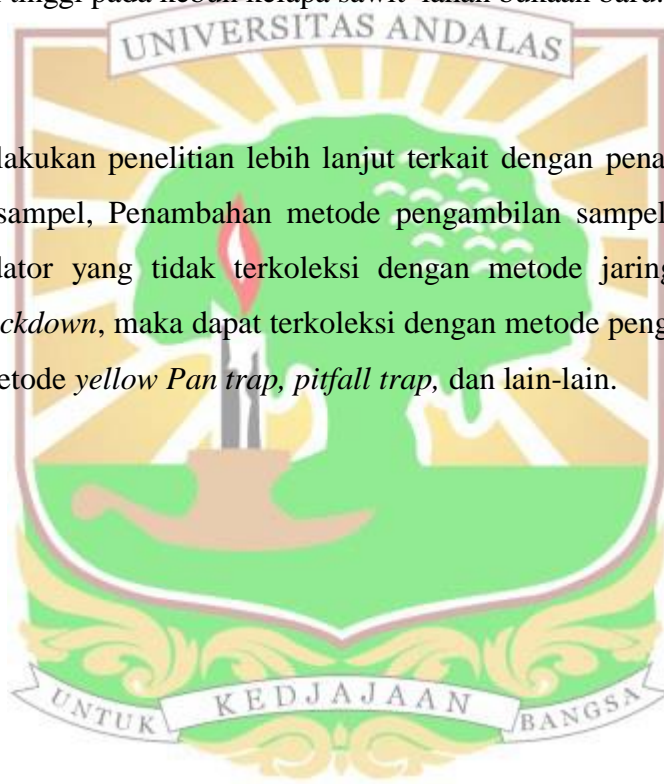 tinggi pada kebun kelapa sawit lahan bukaan baru.
UNIVERSITAS ANDALAS
lakukan penelitian lebih lanjut terkait dengan pena
sampel, Penambahan metode pengambilan sampel
dator yang tidak terkoleksi dengan metode jaring
ckdown, maka dapat terkoleksi dengan metode peng
etode yellow Pan trap, pitfall trap, dan lain-lain.
UNTUK KEDJAJAAN BANGSA